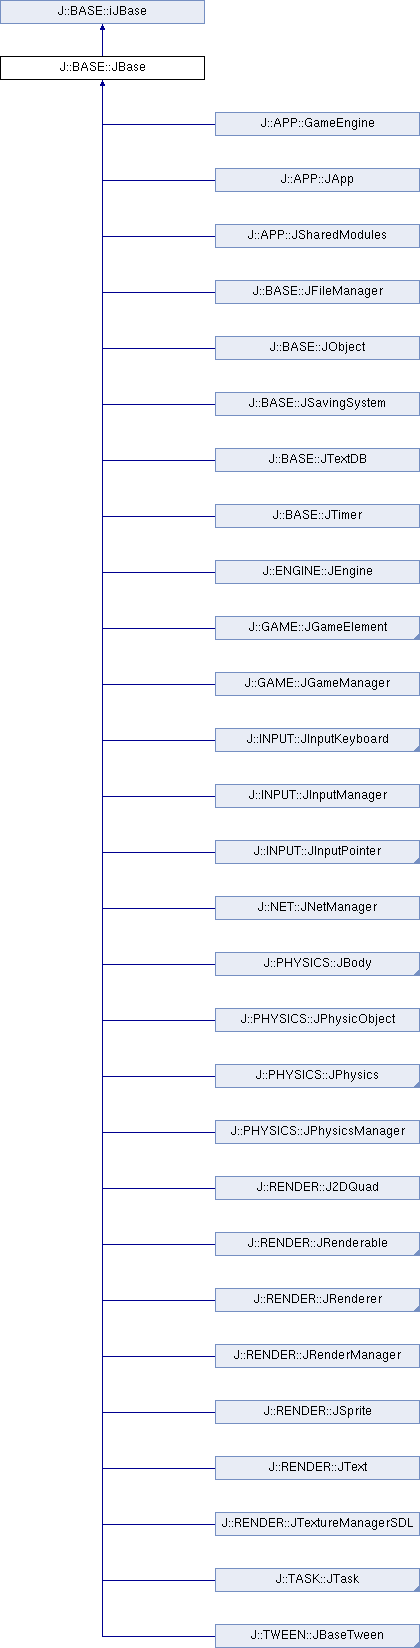 J::BASE::iJBase
J::BASE::JBase
J::APP::GameEngine
J::APP::JApp
J::APP::JSharedModules
J::BASE::JFileManager
J::BASE::JObject
J::BASE::JSavingSystem
J::BASE::JTextDB
J::BASE::JTimer
J::ENGINE::JEngine
J::GAME::JGameElement
J::GAME::JGameManager
J::INPUT::JInputKeyboard
J::INPUT::JInputManager
J::INPUT::JInputPointer
J::NET::JNetManager
J::PHYSICS::JBody
J::PHYSICS::JPhysicObject
J::PHYSICS::JPhysics
J::PHYSICS::JPhysicsManager
J::RENDER::J2DQuad
J::RENDER::JRenderable
J::RENDER::JRenderer
J::RENDER::JRenderManager
J::RENDER::JSprite
J::RENDER::JText
J::RENDER::JTextureManagerSDL
J::TASK::JTask
J::TWEEN::JBaseTween